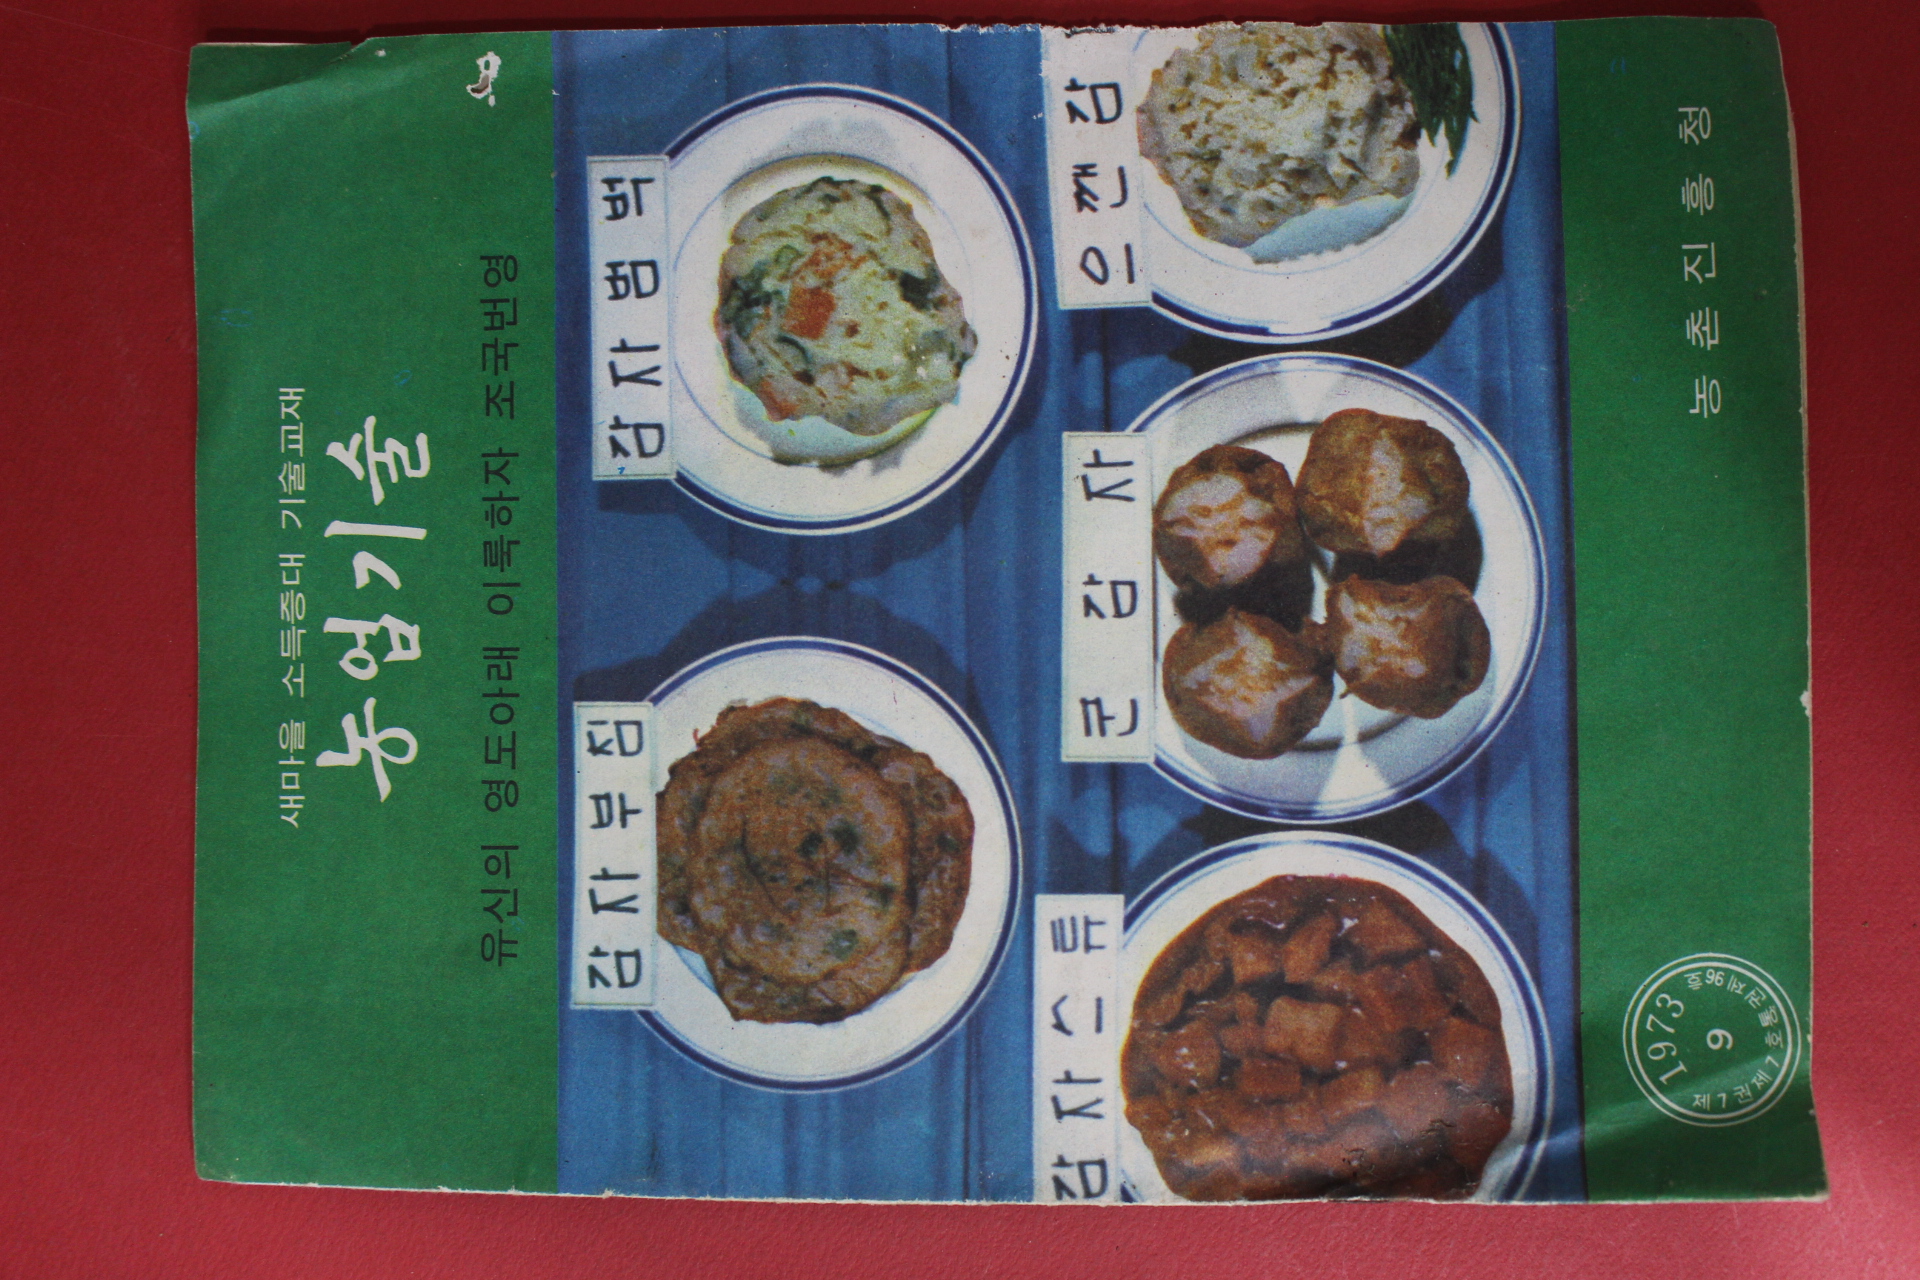 새마을 소득증대 기술교재
농업기술
유신의 영도아래 이룩하자 조국번영
감자부침
감자범벅
감자스튜
군감자
으깬감
1973
9
제7권제7호통권제96호
농촌진흥청